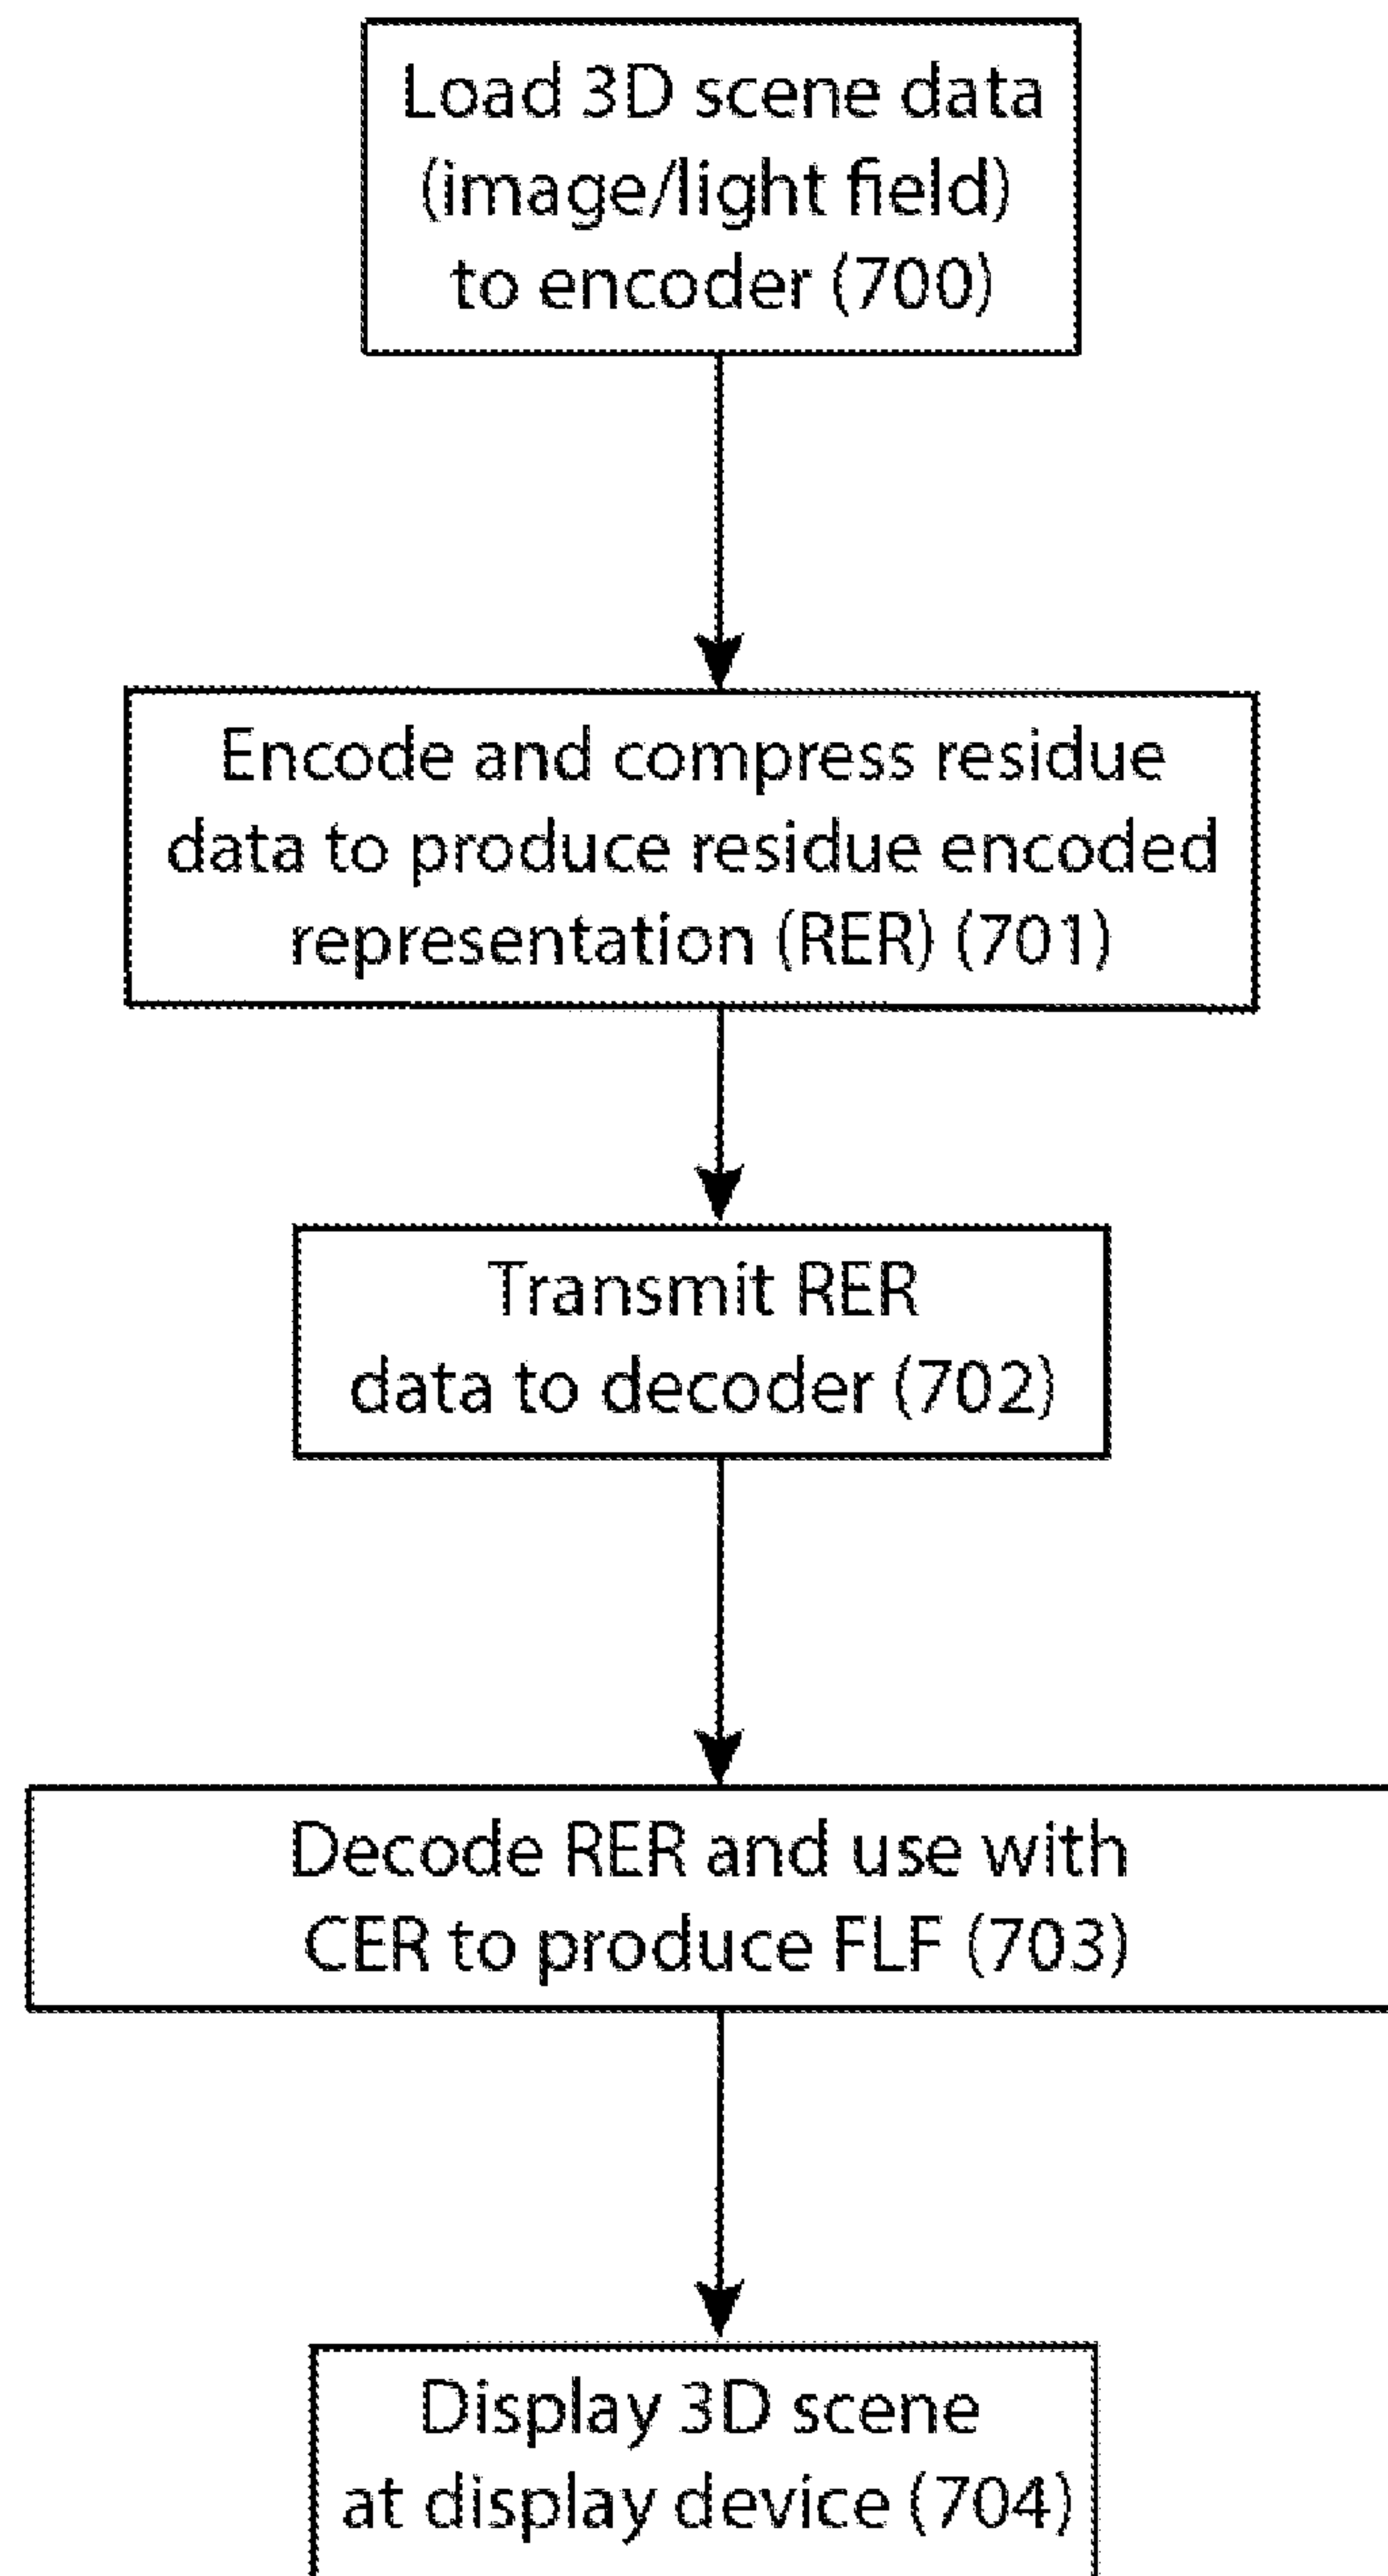 Load 3D scene data
(image/light field)
to encoder (700)
Encode and compress residue
data to produce residue encoded
representation (RER) (701)
Transmit RER
data to decoder (702)
Decode RER and use with
CER to produce FLF (703)
Display 3D scene
at display device (704)